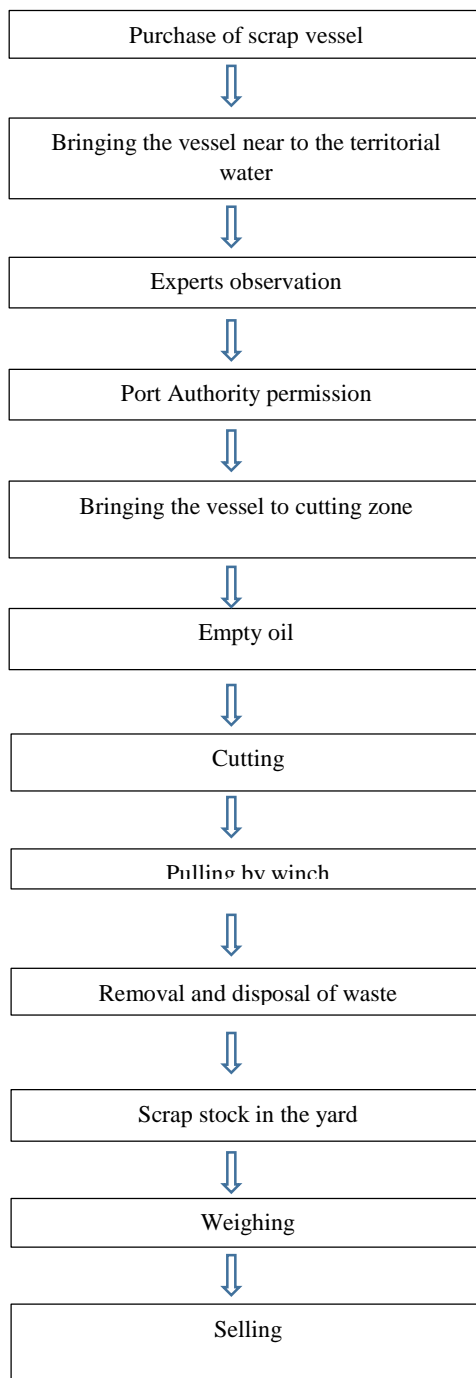 Purchase of scrap vessel
Bringing the vessel near to the territorial
water
Experts observation
Port Authority permission
Bringing the vessel to cutting zone
Empty oil
Cutting
Pulling by winch
Removal and disposal of waste
Scrap stock in the yard
Weighing
Selling